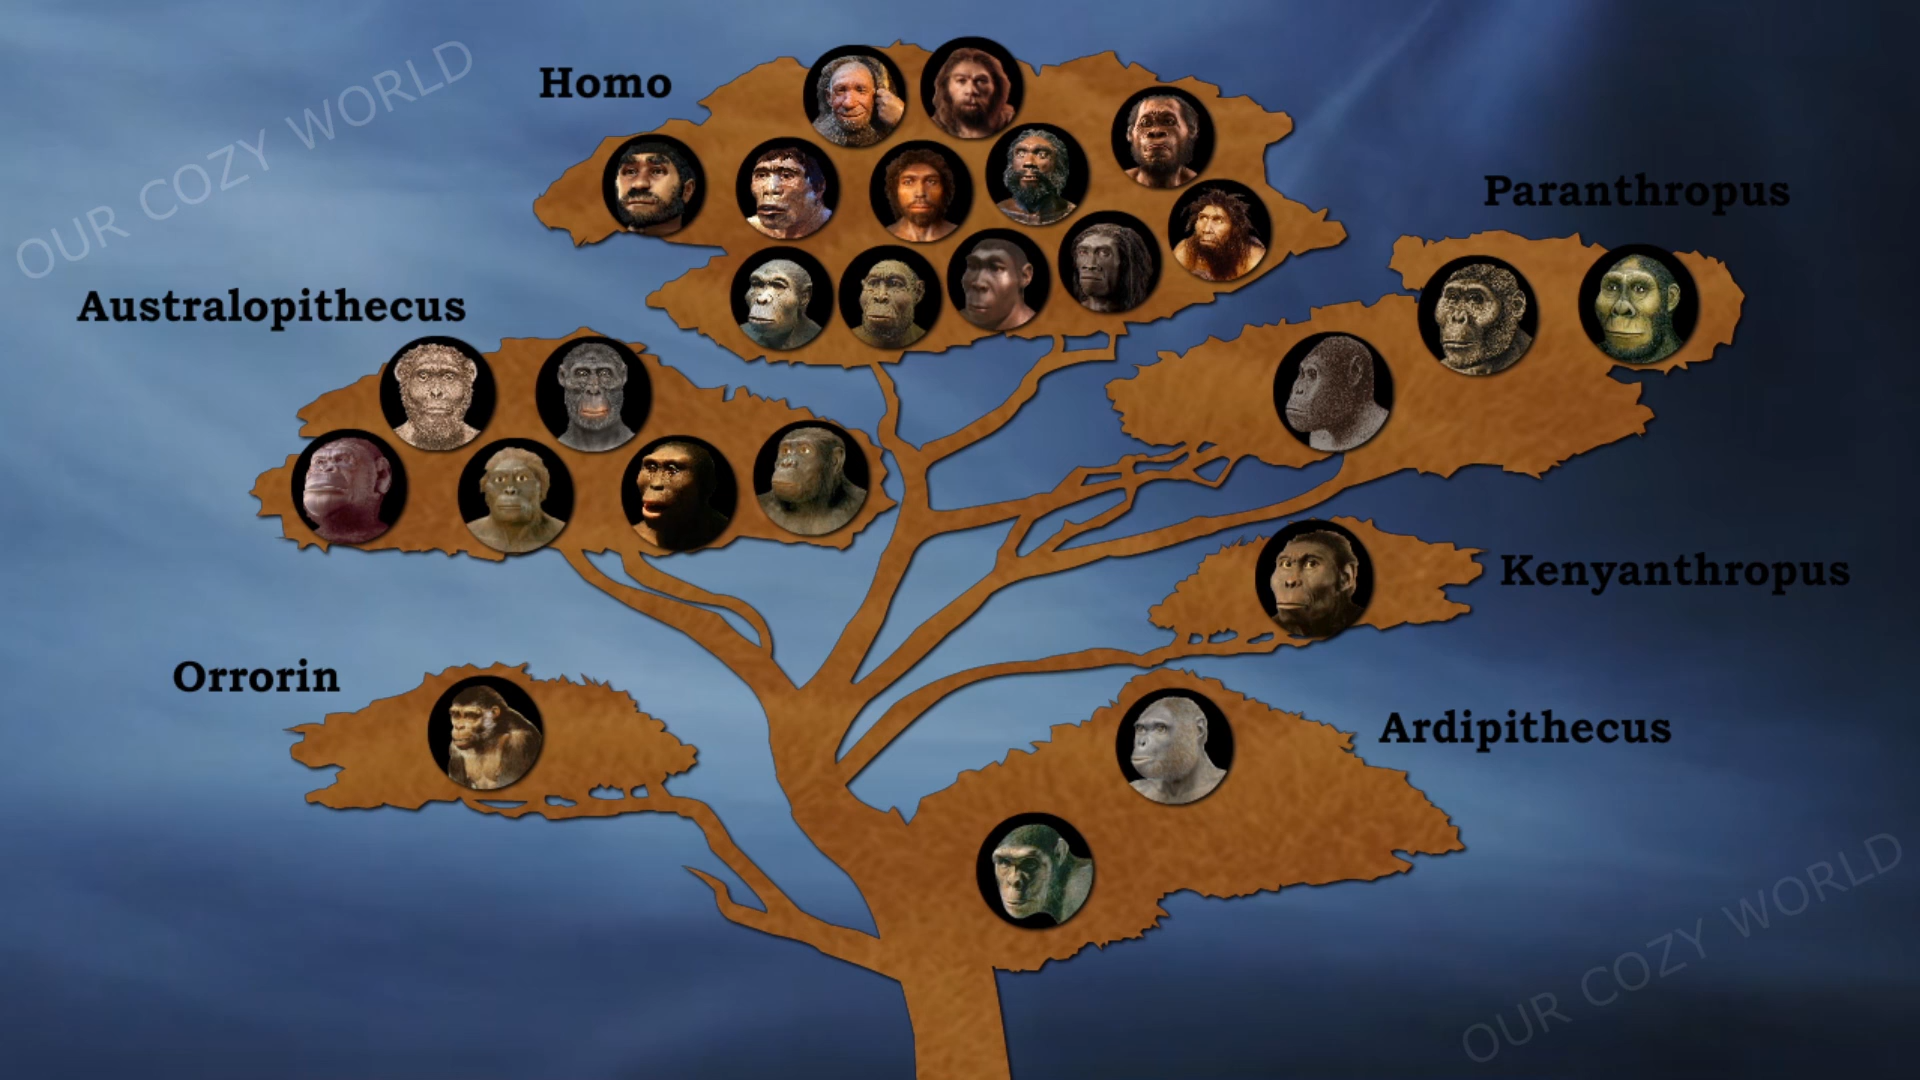 OUR COZY WORLD
Homo
Paranthropus
Australopithecus
Kenyanthropus
Orrorin
Ardipithecus
OUR COZY WORLD